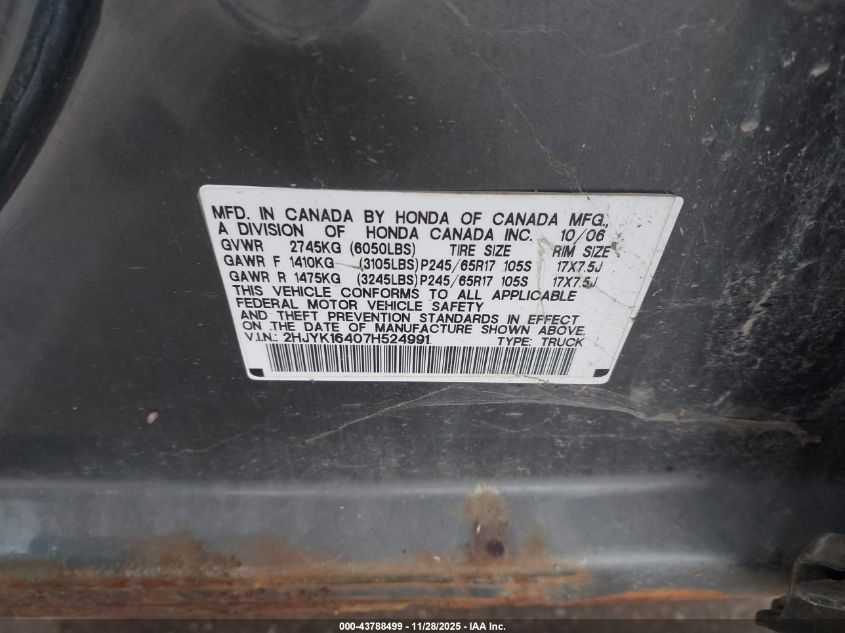 MFD. IN CANADA BY HONDA OF CANADA MFG.,
A DIVISION OF HONDA CANADA INC. 10/06
GVWR 2745KG (6050LBS) TIRE SIZE RIM SIZE
GAWR F 1410KG (3105LBS) P245/65R17 105S 17X7.5J
GAWR R 1475KG (3245LBS) P245/65R17 105S 17X7.5J
THIS VEHICLE CONFORMS TO ALL APPLICABLE
FEDERAL MOTOR VEHICLE SAFETY
AND THEFT PREVENTION STANDARDS IN EFFECT
ON THE DATE OF MANUFACTURE SHOWN ABOVE.
V.I.N.: 2HJYK16407H524991 TYPE: TRUCK
000-43788499 - 11/28/2025 - IAA Inc.